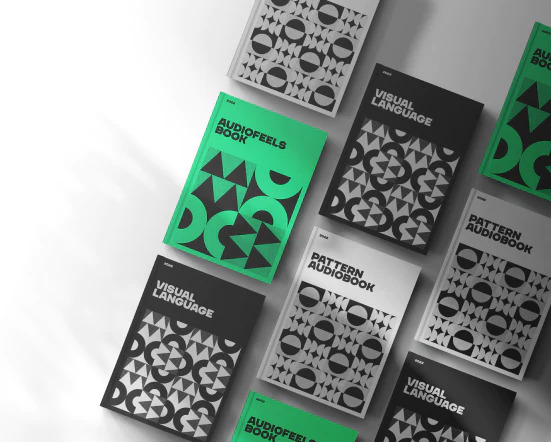 VISUAL
LANGUAGE
AUDIOFEELS
BOOK
PATTERN
AUDIOBOOK
PATTERN
AUDIOBOOK
VISUAL
LANGUAGE
VISUAL
LANGUAGE
AUDIOFEELS
BOOK